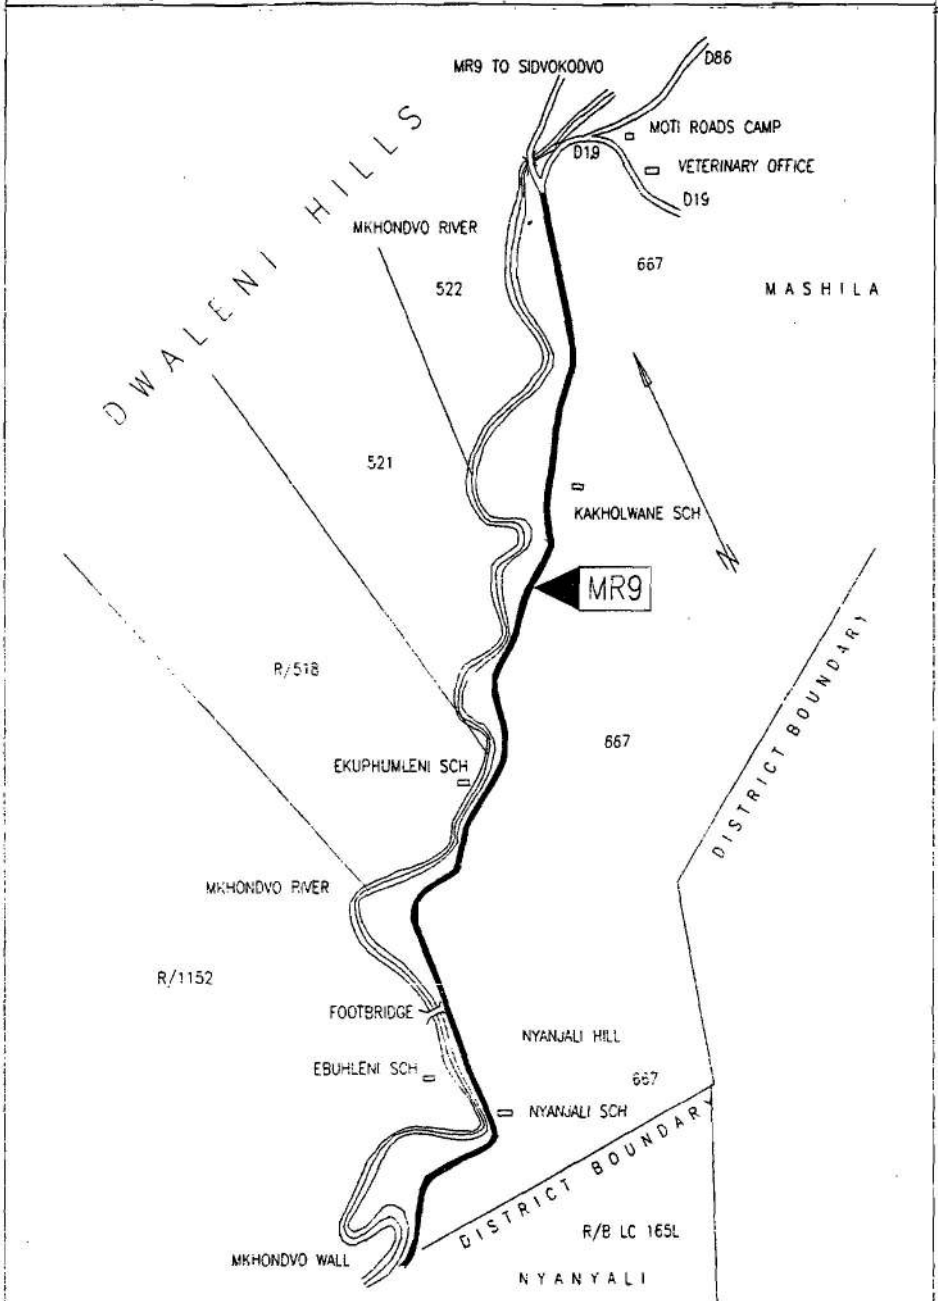 MR9 TO SIDVOKODVO
D86
MOTI ROADS CAMP
D19
VETERINARY OFFICE
D19
DWALENI HILLS
MKHONDVO RIVER
667
522
MASHILA
521
KAKHOLWANE SCH
N
MR9
DISTRICT BOUNDARY
R/518
667
EKUPHUMLENI SCH
MKHONDVO RIVER
R/1152
FOOTBRIDGE
NYANJALI HILL
EBUHLENI SCH
667
NYANJALI SCH
DISTRICT BOUNDARY
R/B LC 165L
MKHONDVO WALL
NYANYALI